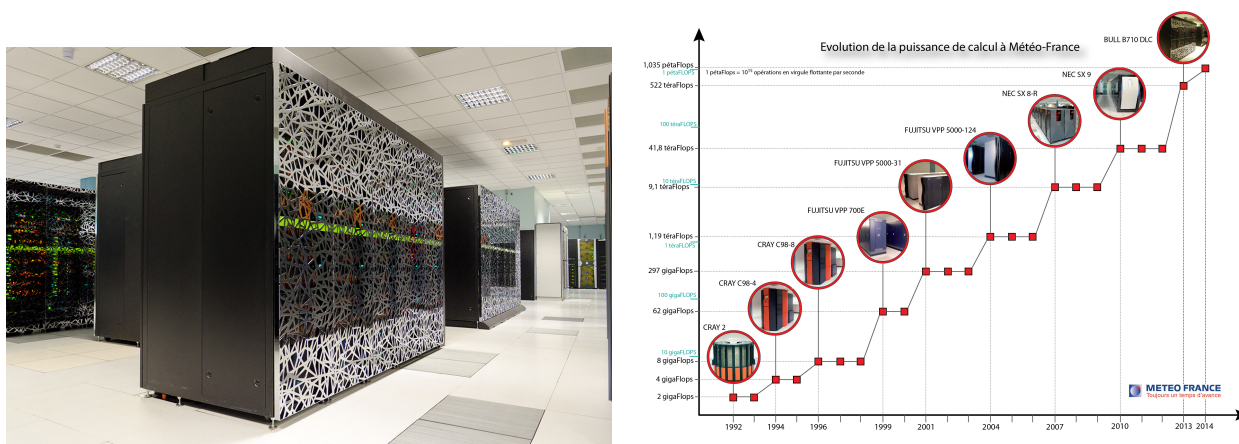 Evolution de la puissance de calcul à Météo-France
BULL B710 DLC
1,035 pétaFlops
1 pétaFLOPS
1 pétaFlops = 10¹⁵ opérations en virgule flottante par seconde
NEC SX 9
522 téraFlops
NEC SX 8-R
100 téraFLOPS
FUJITSU VPP 5000-124
41,8 téraFlops
FUJITSU VPP 5000-31
10 téraFLOPS
9,1 téraFlops
FUJITSU VPP 700E
1,19 téraFlops
1 téraFLOPS
CRAY C98-8
297 gigaFlops
CRAY C98-4
100 gigaFLOPS
62 gigaFlops
CRAY 2
10 gigaFLOPS
8 gigaFlops
4 gigaFlops
2 gigaFlops
METEO FRANCE
Toujours un temps d'avance
1992 1994 1996 1999 2001 2004 2007 2010 2013 2014